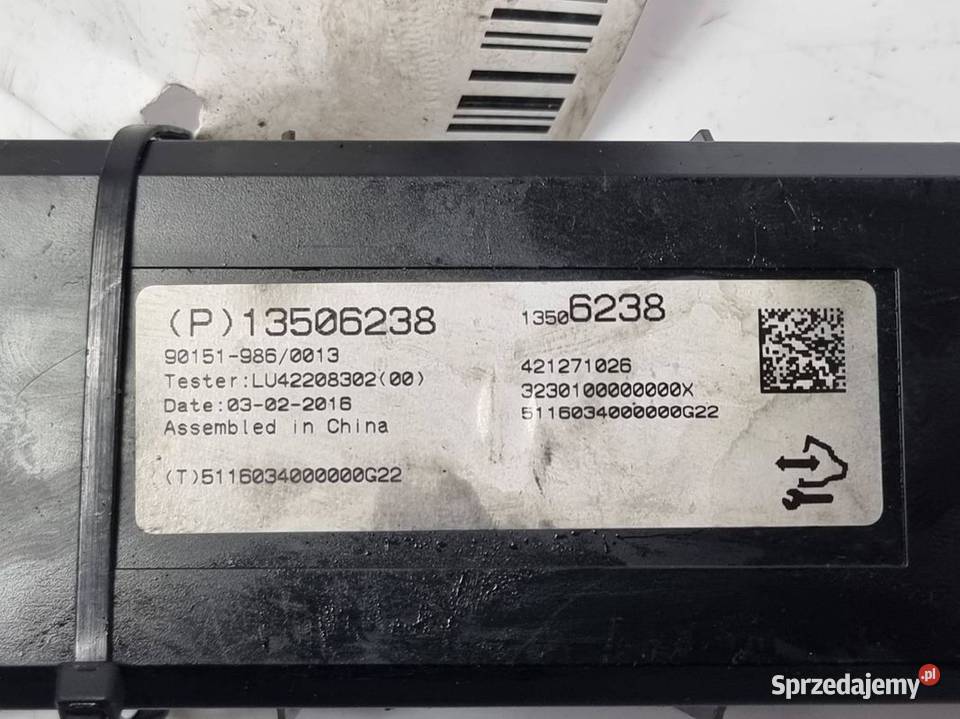 (P)13506238
90151-986/0013
Tester:LU42208302(00)
Date:03-02-2016
Assembled in China
(T)5116034000000G22
13506238
421271026
3230100000000X
5116034000000G22
Sprzedajemy.pl